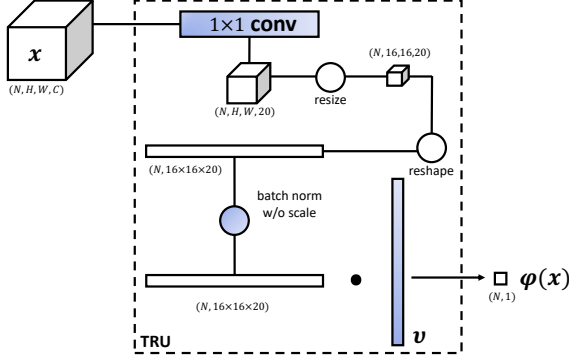 1×1 conv
x
(N, H, W, C)
(N, 16,16,20)
(N, H, W, 20)
resize
(N, 16×16×20)
reshape
batch norm
w/o scale
(N, 16×16×20)
φ(x)
(N, 1)
TRU
υ